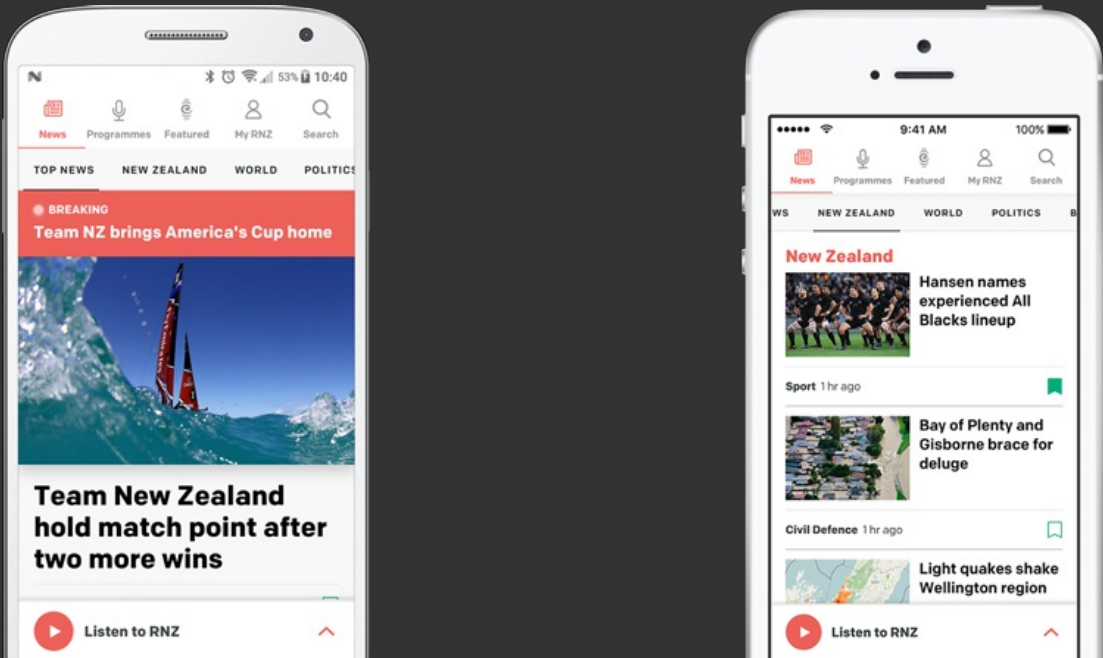 53% 10:40
News Programmes Featured My RNZ Search
TOP NEWS NEW ZEALAND WORLD POLITICS
BREAKING
Team NZ brings America's Cup home
Team New Zealand
hold match point after
two more wins
Listen to RNZ
9:41 AM 100%
News Programmes Featured My RNZ Search
WS NEW ZEALAND WORLD POLITICS B
New Zealand
Hansen names
experienced All
Blacks lineup
Sport 1 hr ago
Bay of Plenty and
Gisborne brace for
deluge
Civil Defence 1 hr ago
Light quakes shake
Wellington region
Listen to RNZ